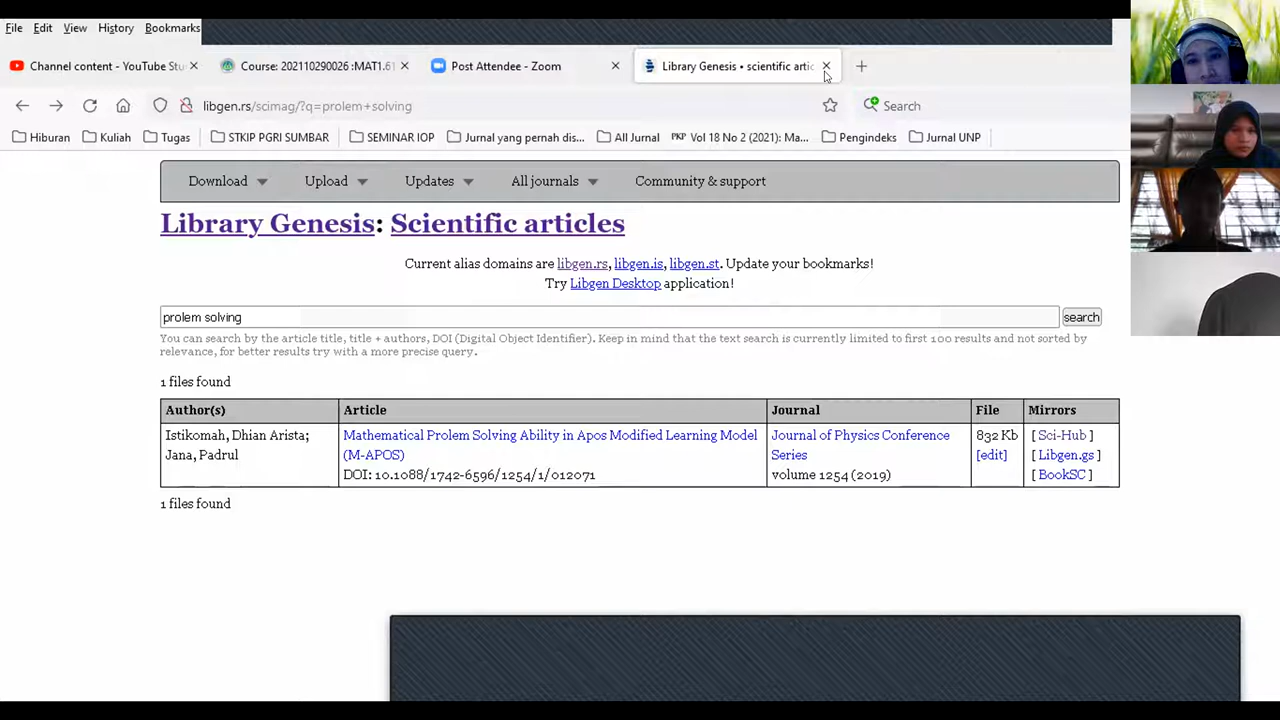 File Edit View History Bookmarks
Channel content - YouTube Stu
Course: 202110290026 :MAT1.61
Post Attendee - Zoom
Library Genesis • scientific artic
libgen.rs/scimag/?q=prolem+solving
Search
Hiburan Kuliah Tugas STKIP PGRI SUMBAR SEMINAR IOP Jurnal yang pernah dis... All Jurnal PKP Vol 18 No 2 (2021): Ma... Pengindeks Jurnal UNP
Download Upload Updates All journals Community & support
Library Genesis: Scientific articles
Current alias domains are libgen.rs, libgen.is, libgen.st. Update your bookmarks!
Try Libgen Desktop application!
prolem solving search
You can search by the article title, title + authors, DOI (Digital Object Identifier). Keep in mind that the text search is currently limited to first 100 results and not sorted by
relevance, for better results try with a more precise query.
1 files found
Author(s) Article Journal File Mirrors
Istikomah, Dhian Arista; Mathematical Prolem Solving Ability in Apos Modified Learning Model Journal of Physics Conference 832 Kb [ Sci-Hub ]
Jana, Padrul (M-APOS) Series [edit] [ Libgen.gs ]
DOI: 10.1088/1742-6596/1254/1/012071 volume 1254 (2019) [ BookSC ]
1 files found